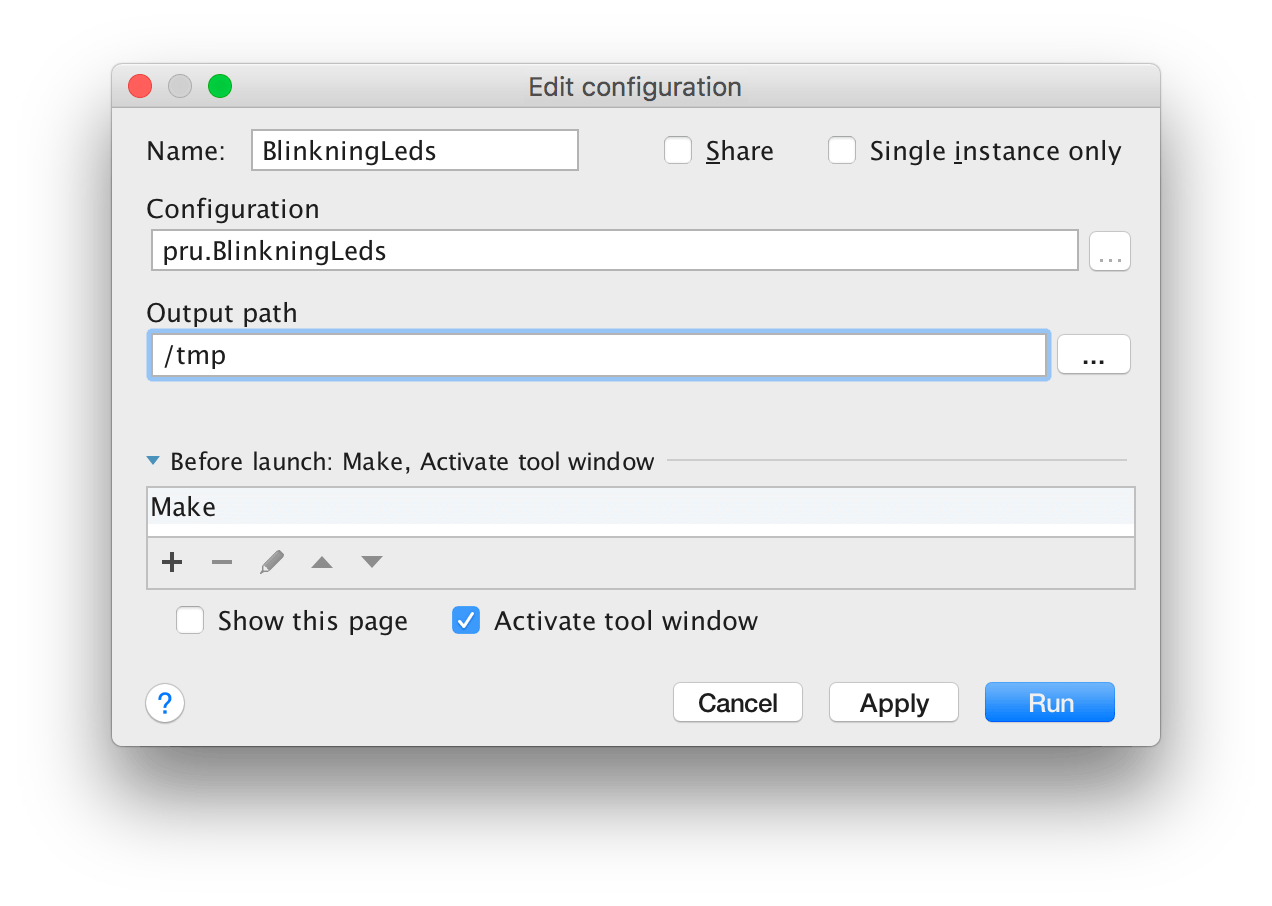 Edit configuration
Name: BlinkningLeds Share Single instance only
Configuration
pru.BlinkningLeds ...
Output path
/tmp ...
Before launch: Make, Activate tool window
Make
Show this page Activate tool window
? Cancel Apply Run